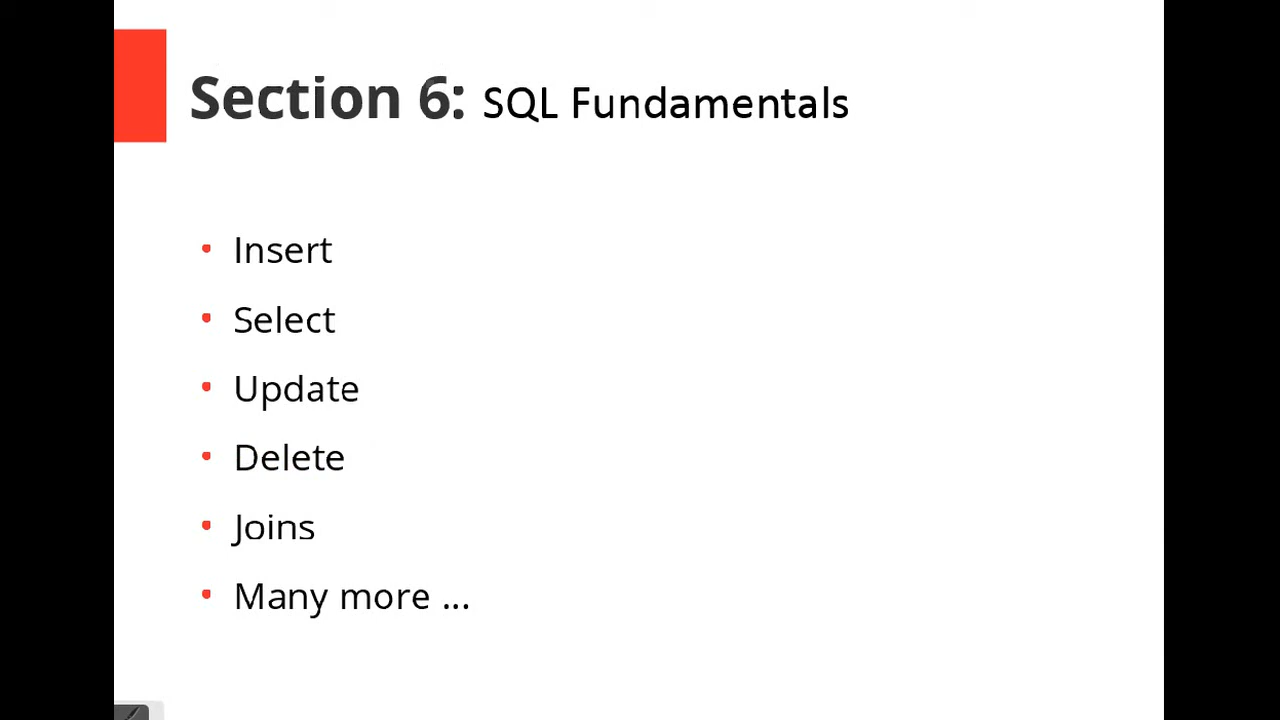 Section 6: SQL Fundamentals
• Insert
• Select
• Update
• Delete
• Joins
• Many more ...